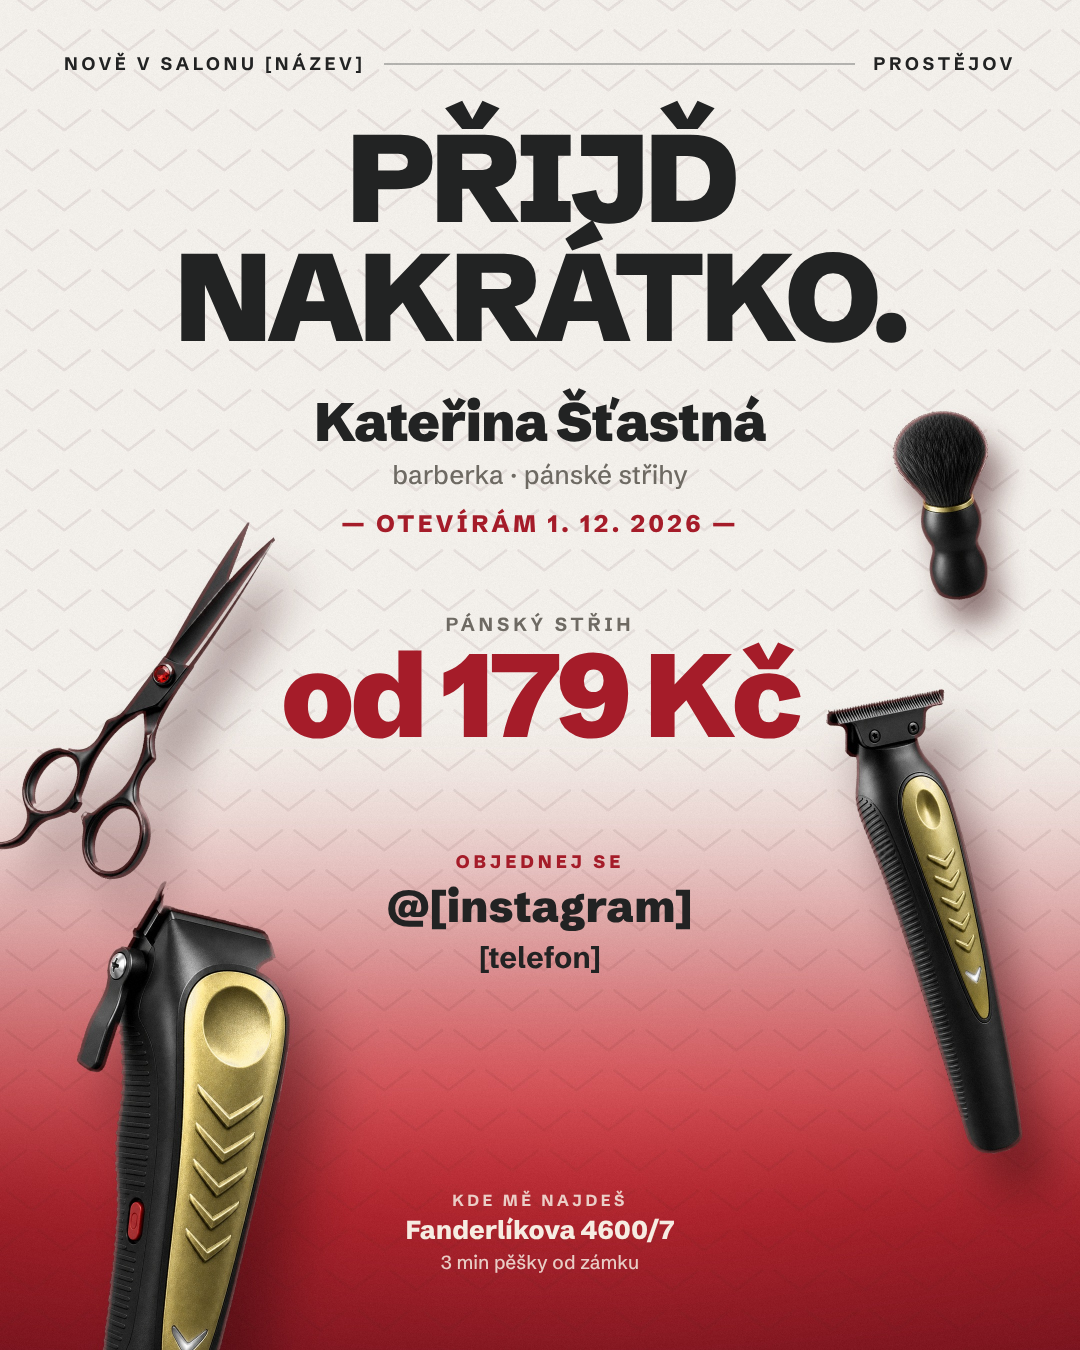 NOVĚ V SALONU [NÁZEV]
PROSTĚJOV
PŘIJĎ
NAKRÁTKO.
Kateřina Šťastná
barberka · pánské střihy
— OTEVÍRÁM 1. 12. 2026 —
PÁNSKÝ STŘIH
od 179 Kč
OBJEDNEJ SE
@[instagram]
[telefon]
KDE MĚ NAJDEŠ
Fanderlíkova 4600/7
3 min pěšky od zámku